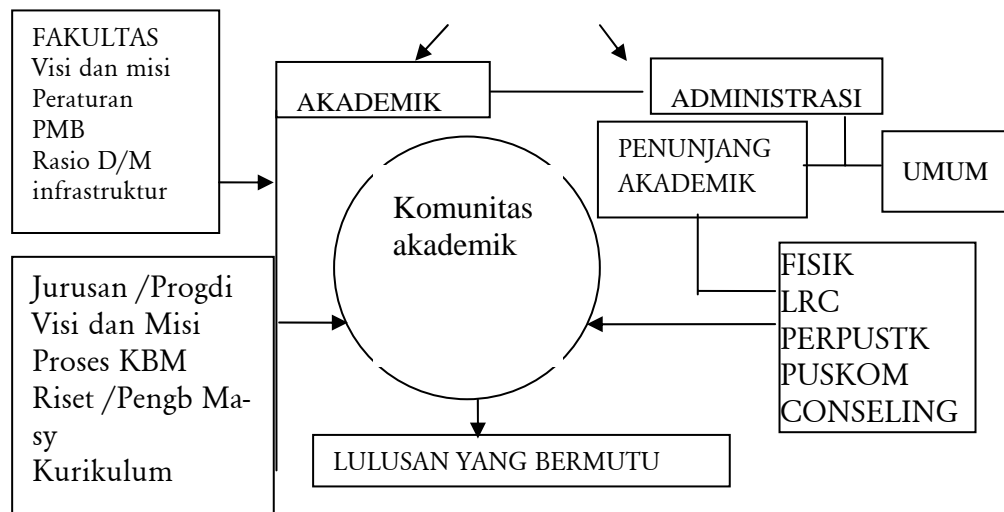 FAKULTAS
Visi dan misi
Peraturan
PMB
Rasio D/M
infrastruktur
AKADEMIK
ADMINISTRASI
PENUNJANG
AKADEMIK
UMUM
Komunitas
akademik
Jurusan /Progdi
Visi dan Misi
Proses KBM
Riset /Pengb Ma-
sy
Kurikulum
FISIK
LRC
PERPUSTK
PUSKOM
CONSELING
LULUSAN YANG BERMUTU